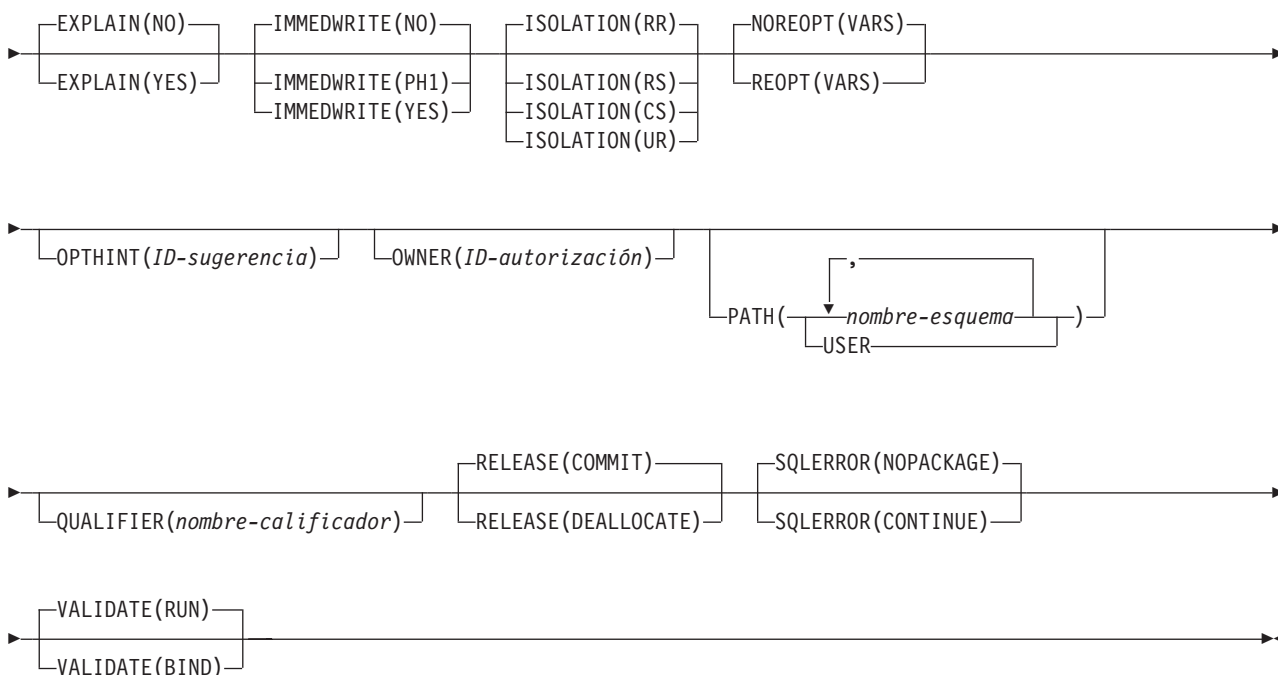 EXPLAIN(NO) IMMEDWRITE(NO) ISOLATION(RR) NOREOPT(VARS)
EXPLAIN(YES) IMMEDWRITE(PH1) ISOLATION(RS) REOPT(VARS)
IMMEDWRITE(YES) ISOLATION(CS)
ISOLATION(UR)
OPTHINT(ID-sugerencia) OWNER(ID-autorización)
,
PATH( nombre-esquema )
USER
RELEASE(COMMIT) SQLERROR(NOPACKAGE)
QUALIFIER(nombre-calificador) RELEASE(DEALLOCATE) SQLERROR(CONTINUE)
VALIDATE(RUN)
VALIDATE(BIND)